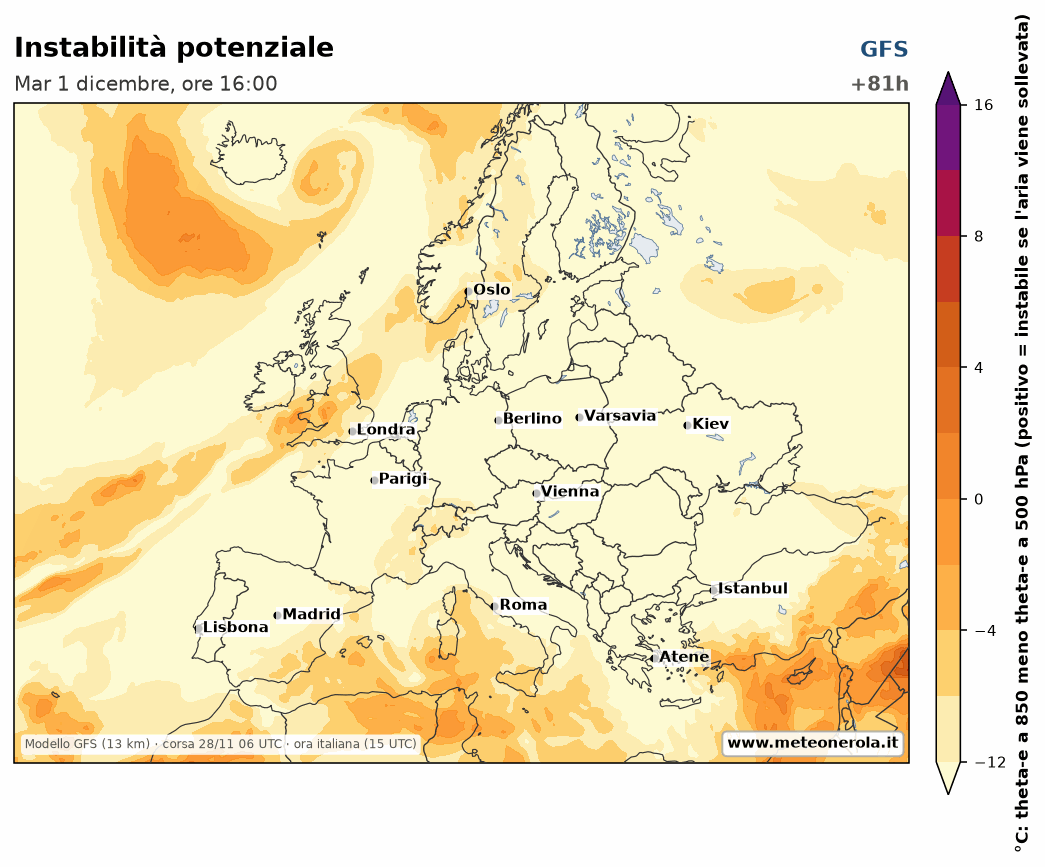 Instabilità potenziale
GFS
Mar 1 dicembre, ore 16:00
+81h
Oslo
Londra
Berlino
Varsavia
Kiev
Parigi
Vienna
Istanbul
Roma
Madrid
Lisbona
Atene
Modello GFS (13 km) · corsa 28/11 06 UTC · ora italiana (15 UTC)
www.meteonerola.it
16
8
4
0
−4
−12
°C: theta-e a 850 meno theta-e a 500 hPa (positivo = instabile se l'aria viene sollevata)